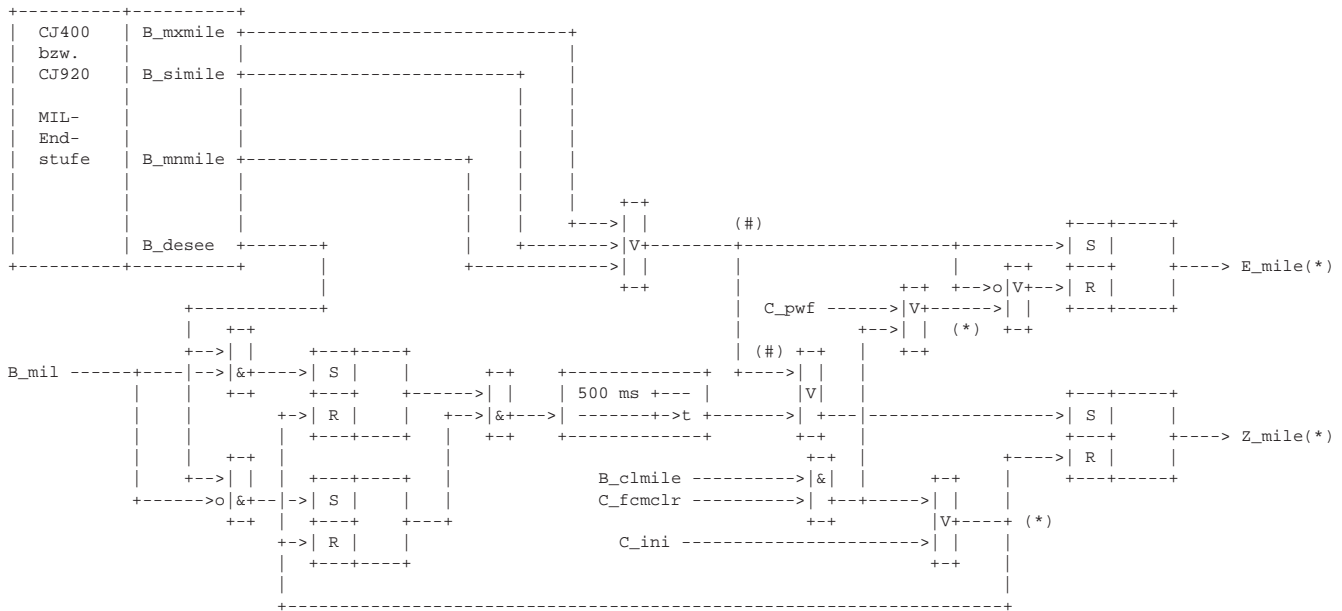 CJ400 B_mxmile
bzw.
CJ920 B_simile
MIL-
End-
stufe B_mnmile
(#)
B_desee V S
E_mile(*)
o V R
C_pwf V
(*)
(#)
B_mil & S & 500 ms V
R t S
Z_mile(*)
R
B_clmile &
o & S C_fcmclr
V (*)
R C_ini